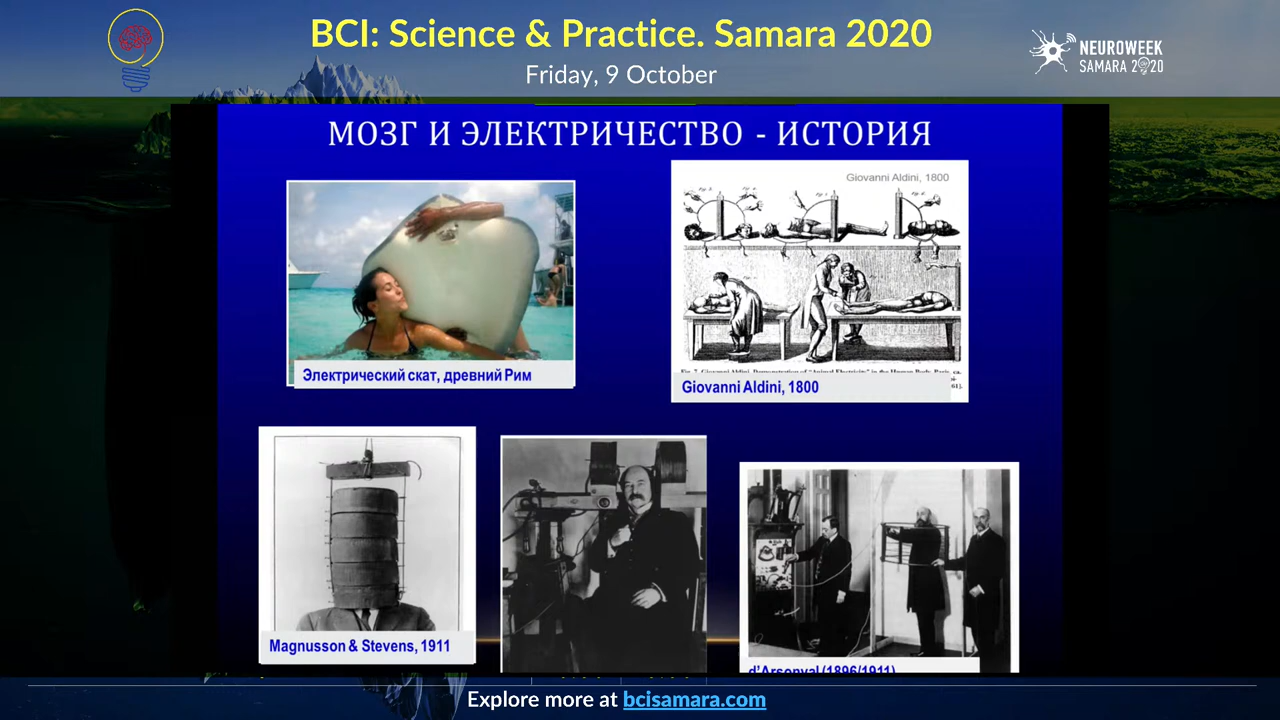 BCI: Science & Practice. Samara 2020
Friday, 9 October
NEUROWEEK
SAMARA 2020
МОЗГ И ЭЛЕКТРИЧЕСТВО - ИСТОРИЯ
Электрический скат, древний Рим
Giovanni Aldini, 1800
Giovanni Aldini, 1800
Magnusson & Stevens, 1911
d'Arsonval (1896/1911)
Explore more at bcisamara.com